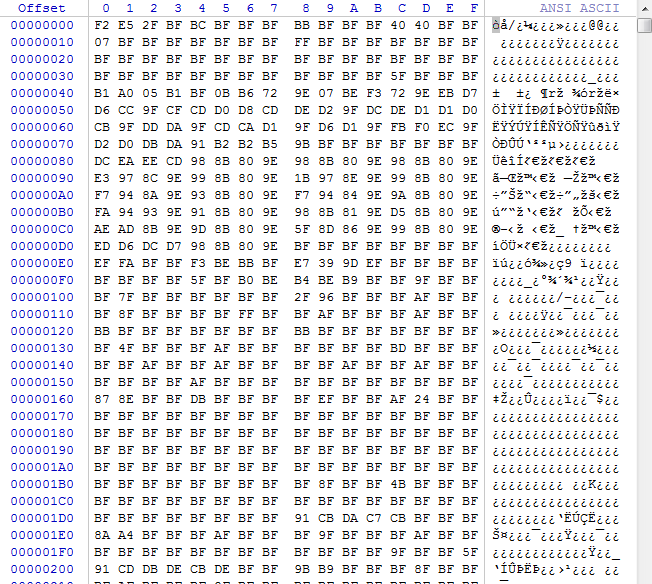 Offset 0 1 2 3 4 5 6 7 8 9 A B C D E F ANSI ASCII
00000000 F2 E5 2F BF BC BF BF BF BB BF BF BF 40 40 BF BF òå/¿¼¿¿¿»¿¿¿@@¿¿
00000010 07 BF BF BF BF BF BF BF FF BF BF BF BF BF BF BF ¿¿¿¿¿¿¿ÿ¿¿¿¿¿¿¿
00000020 BF BF BF BF BF BF BF BF BF BF BF BF BF BF BF BF ¿¿¿¿¿¿¿¿¿¿¿¿¿¿¿¿
00000030 BF BF BF BF BF BF BF BF BF BF BF BF 5F BF BF BF ¿¿¿¿¿¿¿¿¿¿¿¿_¿¿¿
00000040 B1 A0 05 B1 BF 0B B6 72 9E 07 BE F3 72 9E EB D7 ± ±¿ ¶rž ¾óržë×
00000050 D6 CC 9F CF CD D0 D8 CD DE D2 9F DC DE D1 D1 D0 ÖÌŸÏÍÐØÍÞÒŸÜÞÑÑÐ
00000060 CB 9F DD DA 9F CD CA D1 9F D6 D1 9F FB F0 EC 9F ËŸÝÚŸÍÊÑŸÖÑŸûðìŸ
00000070 D2 D0 DB DA 91 B2 B2 B5 9B BF BF BF BF BF BF BF ÒÐÛÚ‘²²µ›¿¿¿¿¿¿¿
00000080 DC EA EE CD 98 8B 80 9E 98 8B 80 9E 98 8B 80 9E ÜêîÍ˜‹€ž˜‹€ž˜‹€ž
00000090 E3 97 8C 9E 99 8B 80 9E 1B 97 8E 9E 99 8B 80 9E ã—Œž™‹€ž —Žž™‹€ž
000000A0 F7 94 8A 9E 93 8B 80 9E F7 94 84 9E 9A 8B 80 9E ÷”Šž“‹€ž÷”„žš‹€ž
000000B0 FA 94 93 9E 91 8B 80 9E 98 8B 81 9E D5 8B 80 9E ú”“ž‘‹€ž˜‹ žÕ‹€ž
000000C0 AE AD 8B 9E 9D 8B 80 9E 5F 8D 86 9E 99 8B 80 9E ®-‹ž ‹€ž_ †ž™‹€ž
000000D0 ED D6 DC D7 98 8B 80 9E BF BF BF BF BF BF BF BF íÖÜ×˜‹€ž¿¿¿¿¿¿¿¿
000000E0 EF FA BF BF F3 BE BB BF E7 39 9D EF BF BF BF BF ïú¿¿ó¾»¿ç9 ï¿¿¿¿
000000F0 BF BF BF BF 5F BF B0 BE B4 BE B9 BF BF 9F BF BF ¿¿¿¿_¿°¾´¾¹¿¿Ÿ¿¿
00000100 BF 7F BF BF BF BF BF BF 2F 96 BF BF BF AF BF BF ¿ ¿¿¿¿¿¿/–¿¿¿¯¿¿
00000110 BF 8F BF BF BF BF FF BF BF AF BF BF BF AF BF BF ¿ ¿¿¿¿ÿ¿¿¯¿¿¿¯¿¿
00000120 BB BF BF BF BF BF BF BF BB BF BF BF BF BF BF BF »¿¿¿¿¿¿¿»¿¿¿¿¿¿¿
00000130 BF 4F BF BF BF AF BF BF BF BF BF BF BD BF BF BF ¿O¿¿¿¯¿¿¿¿¿¿½¿¿¿
00000140 BF BF AF BF BF AF BF BF BF BF AF BF BF AF BF BF ¿¿¯¿¿¯¿¿¿¿¯¿¿¯¿¿
00000150 BF BF BF BF AF BF BF BF BF BF BF BF BF BF BF BF ¿¿¿¿¯¿¿¿¿¿¿¿¿¿¿¿
00000160 87 8E BF BF DB BF BF BF BF EF BF BF AF 24 BF BF ‡Ž¿¿Û¿¿¿¿ï¿¿¯$¿¿
00000170 BF BF BF BF BF BF BF BF BF BF BF BF BF BF BF BF ¿¿¿¿¿¿¿¿¿¿¿¿¿¿¿¿
00000180 BF BF BF BF BF BF BF BF BF BF BF BF BF BF BF BF ¿¿¿¿¿¿¿¿¿¿¿¿¿¿¿¿
00000190 BF BF BF BF BF BF BF BF BF BF BF BF BF BF BF BF ¿¿¿¿¿¿¿¿¿¿¿¿¿¿¿¿
000001A0 BF BF BF BF BF BF BF BF BF BF BF BF BF BF BF BF ¿¿¿¿¿¿¿¿¿¿¿¿¿¿¿¿
000001B0 BF BF BF BF BF BF BF BF BF 8F BF BF 4B BF BF BF ¿¿¿¿¿¿¿¿¿ ¿¿K¿¿¿
000001C0 BF BF BF BF BF BF BF BF BF BF BF BF BF BF BF BF ¿¿¿¿¿¿¿¿¿¿¿¿¿¿¿¿
000001D0 BF BF BF BF BF BF BF BF 91 CB DA C7 CB BF BF BF ¿¿¿¿¿¿¿¿‘ËÚÇË¿¿¿
000001E0 8A A4 BF BF BF AF BF BF BF 9F BF BF BF AF BF BF Š¤¿¿¿¯¿¿¿Ÿ¿¿¿¯¿¿
000001F0 BF BF BF BF BF BF BF BF BF BF BF BF 9F BF BF 5F ¿¿¿¿¿¿¿¿¿¿¿¿Ÿ¿¿_
00000200 91 CD DB DE CB DE BF BF 9B B9 BF BF BF 8F BF BF ‘ÍÛÞËÞ¿¿›¹¿¿¿ ¿¿